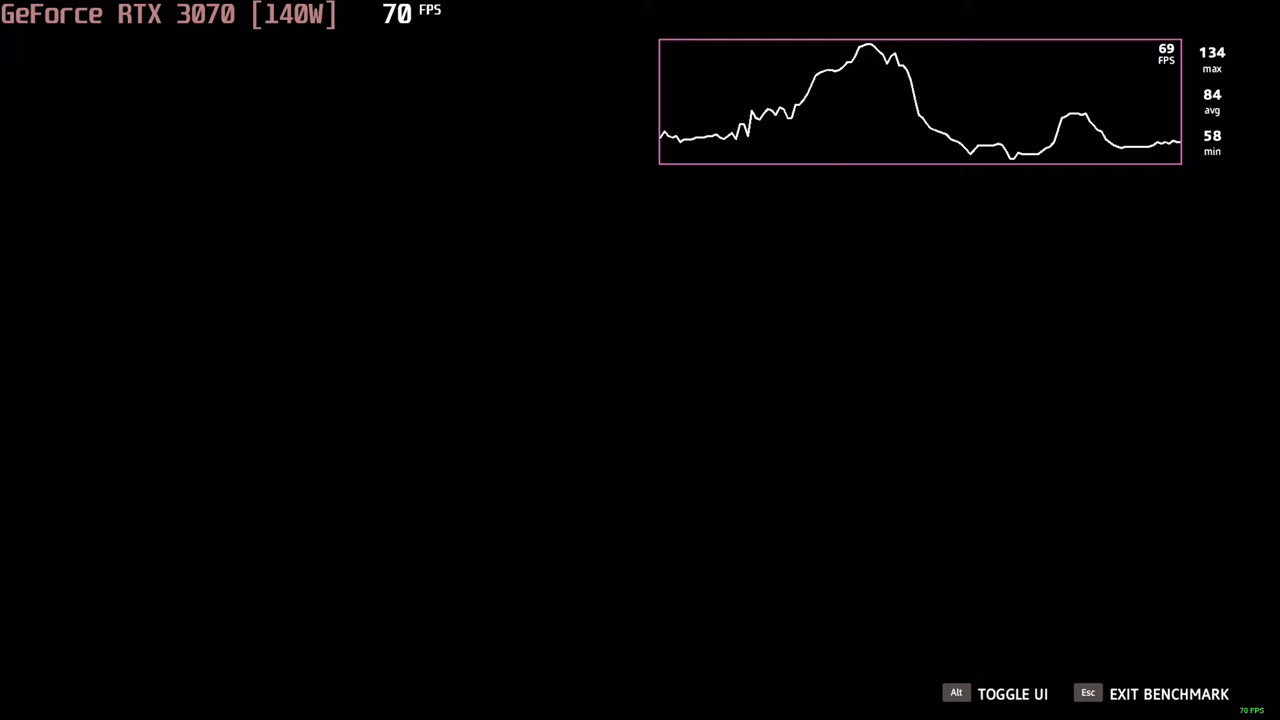 GeForce RTX 3070 [140W] 70 FPS
69
FPS
134
max
84
avg
58
min
Alt TOGGLE UI Esc EXIT BENCHMARK
70 FPS